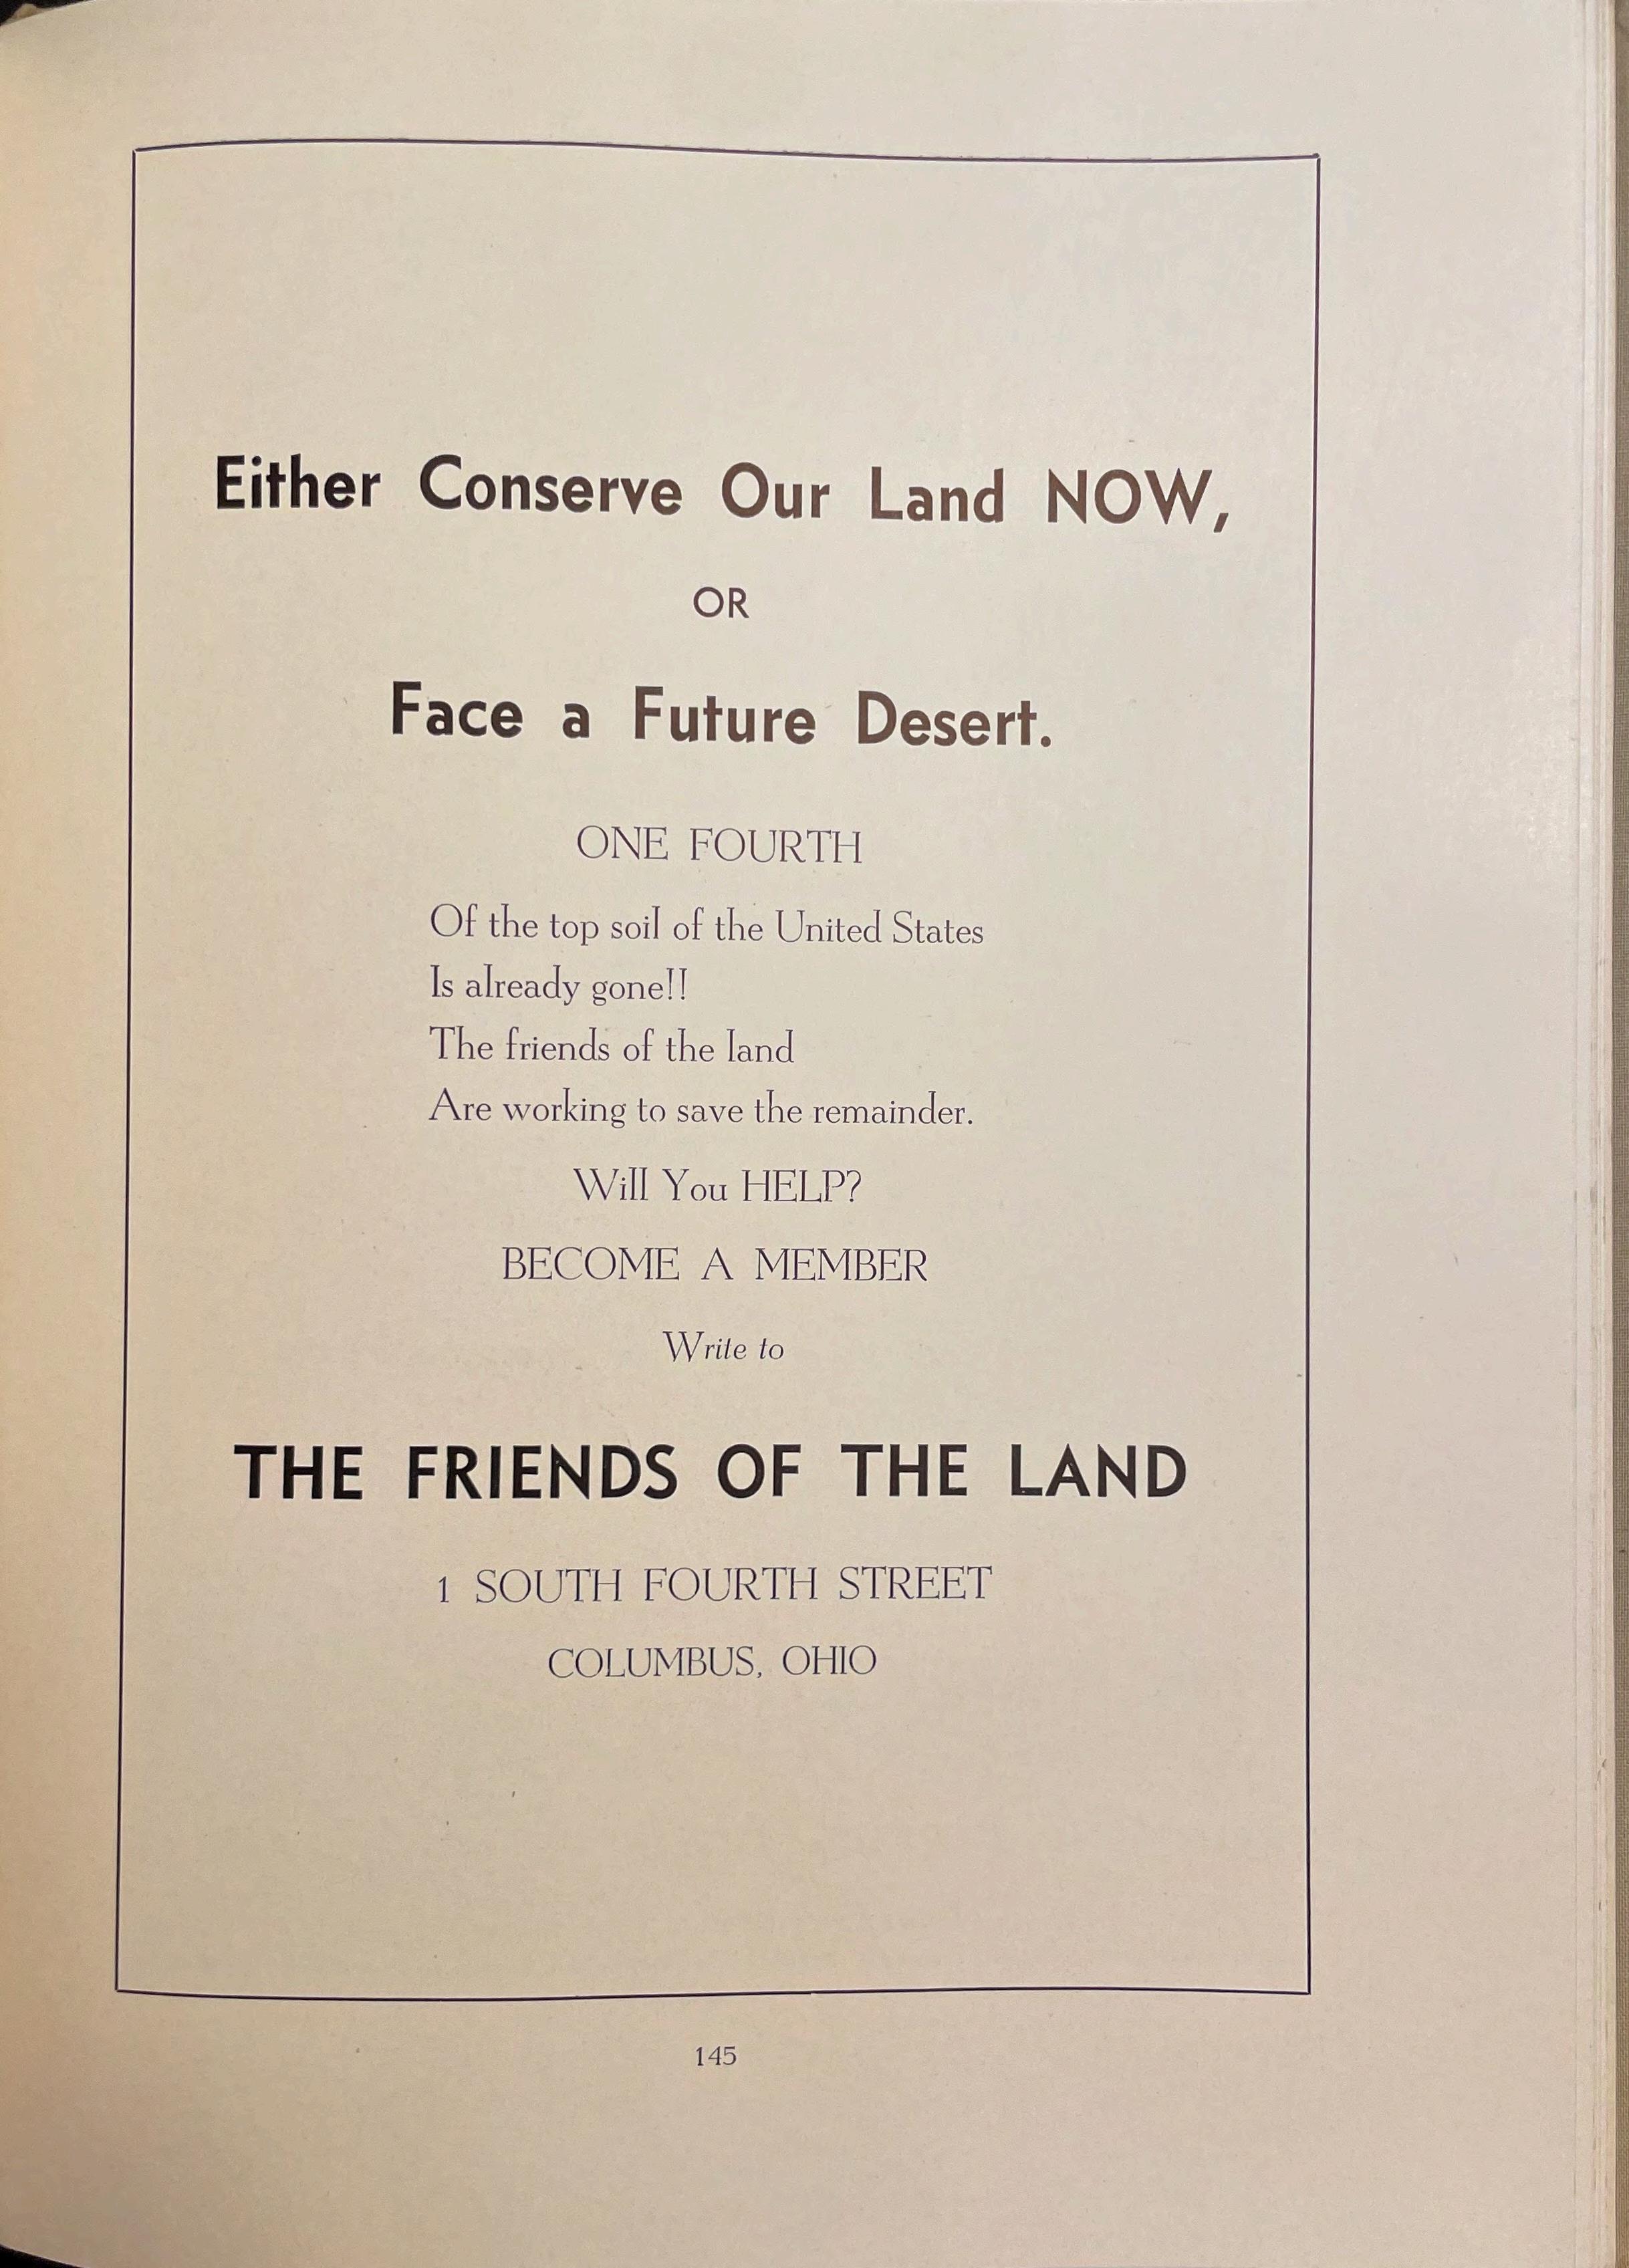 Either Conserve Our Land NOW,
OR
Face a Future Desert.
ONE FOURTH
Of the top soil of the United States
Is already gone!!
The friends of the land
Are working to save the remainder.
Will You HELP?
BECOME A MEMBER
Write to
THE FRIENDS OF THE LAND
1 SOUTH FOURTH STREET
COLUMBUS, OHIO
145